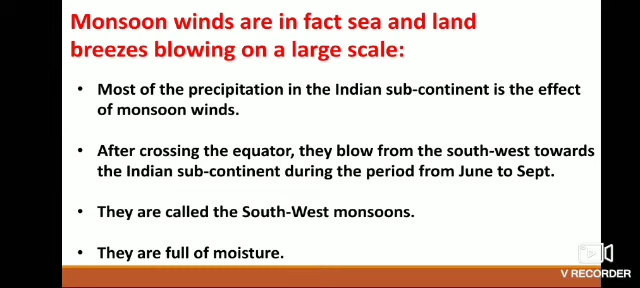 Monsoon winds are in fact sea and land
breezes blowing on a large scale:
• Most of the precipitation in the Indian sub-continent is the effect
of monsoon winds.
• After crossing the equator, they blow from the south-west towards
the Indian sub-continent during the period from June to Sept.
• They are called the South-West monsoons.
• They are full of moisture.
V RECORDER